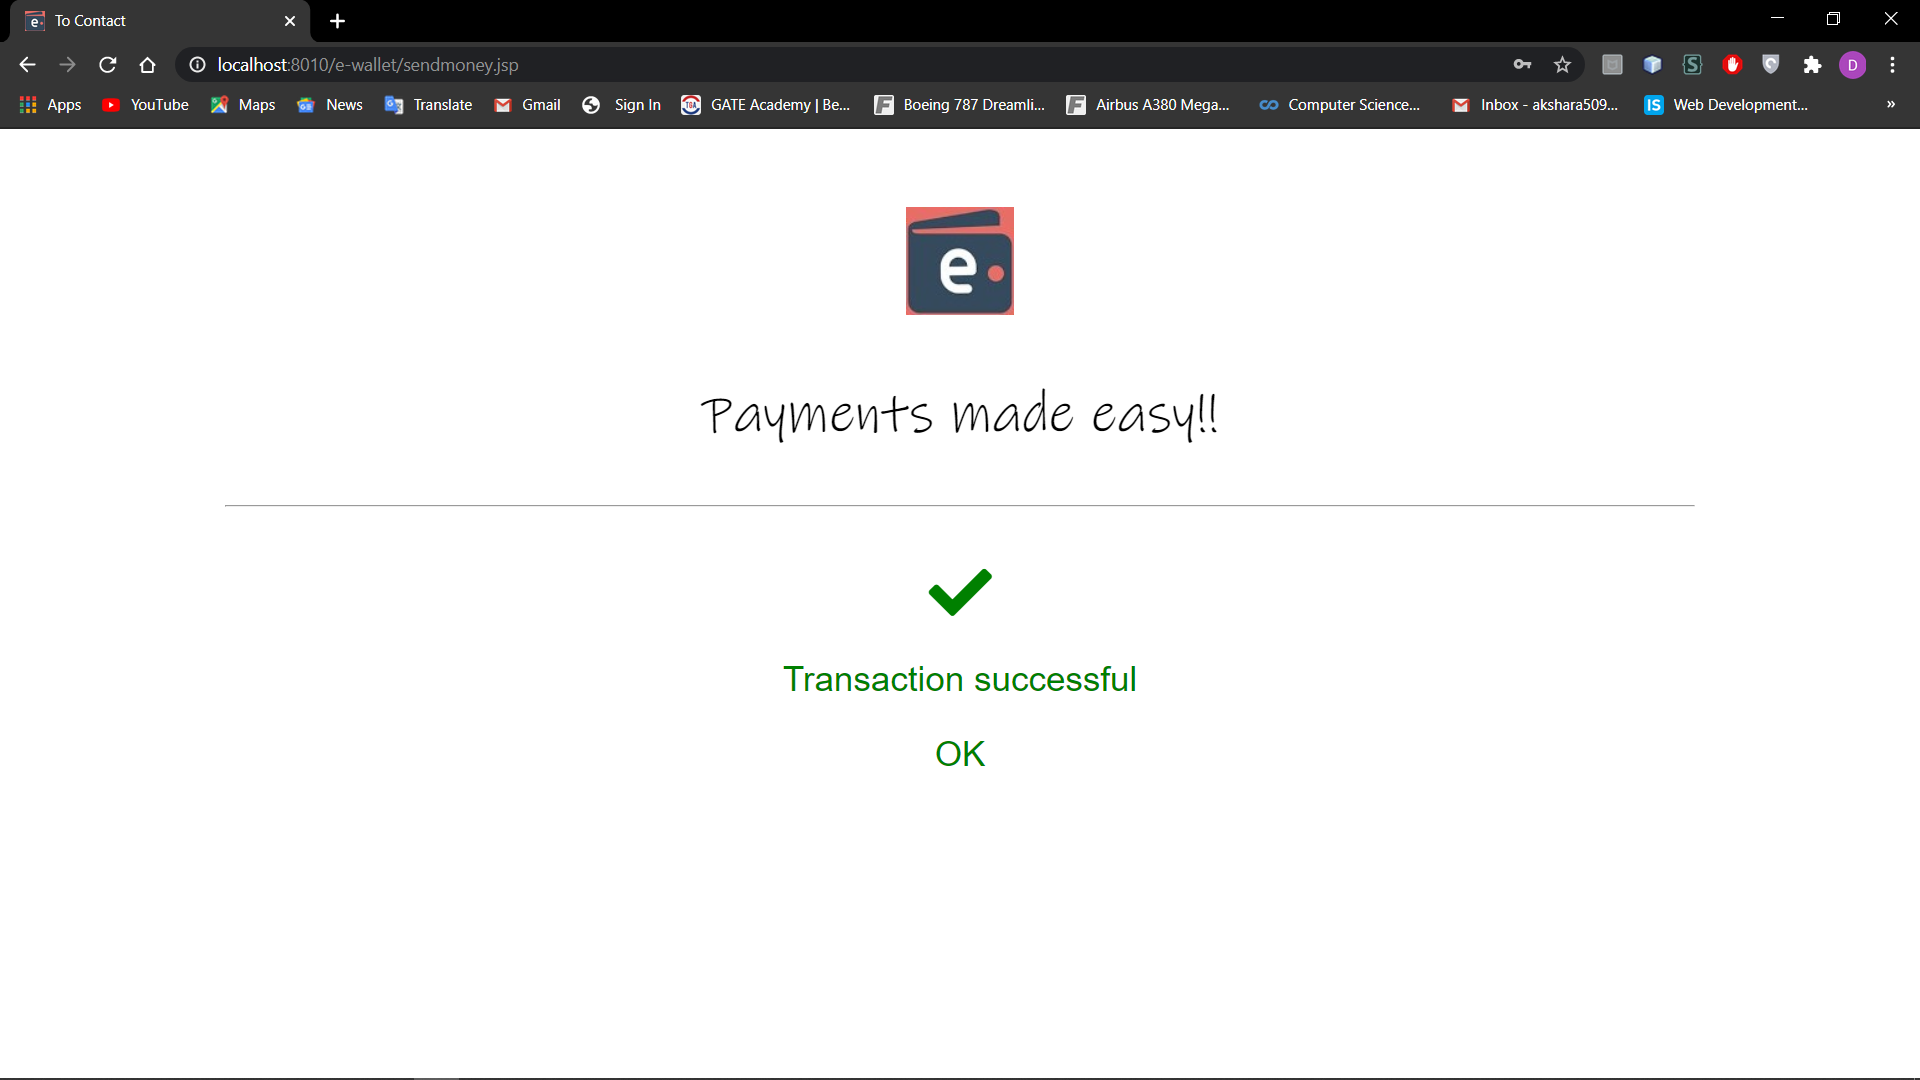 To Contact
localhost:8010/e-wallet/sendmoney.jsp
D
Apps YouTube Maps News Translate Gmail Sign In GATE Academy | Be... Boeing 787 Dreamli... Airbus A380 Mega... Computer Science... Inbox - akshara509... Web Development... »
e
Payments made easy!!
Transaction successful
OK